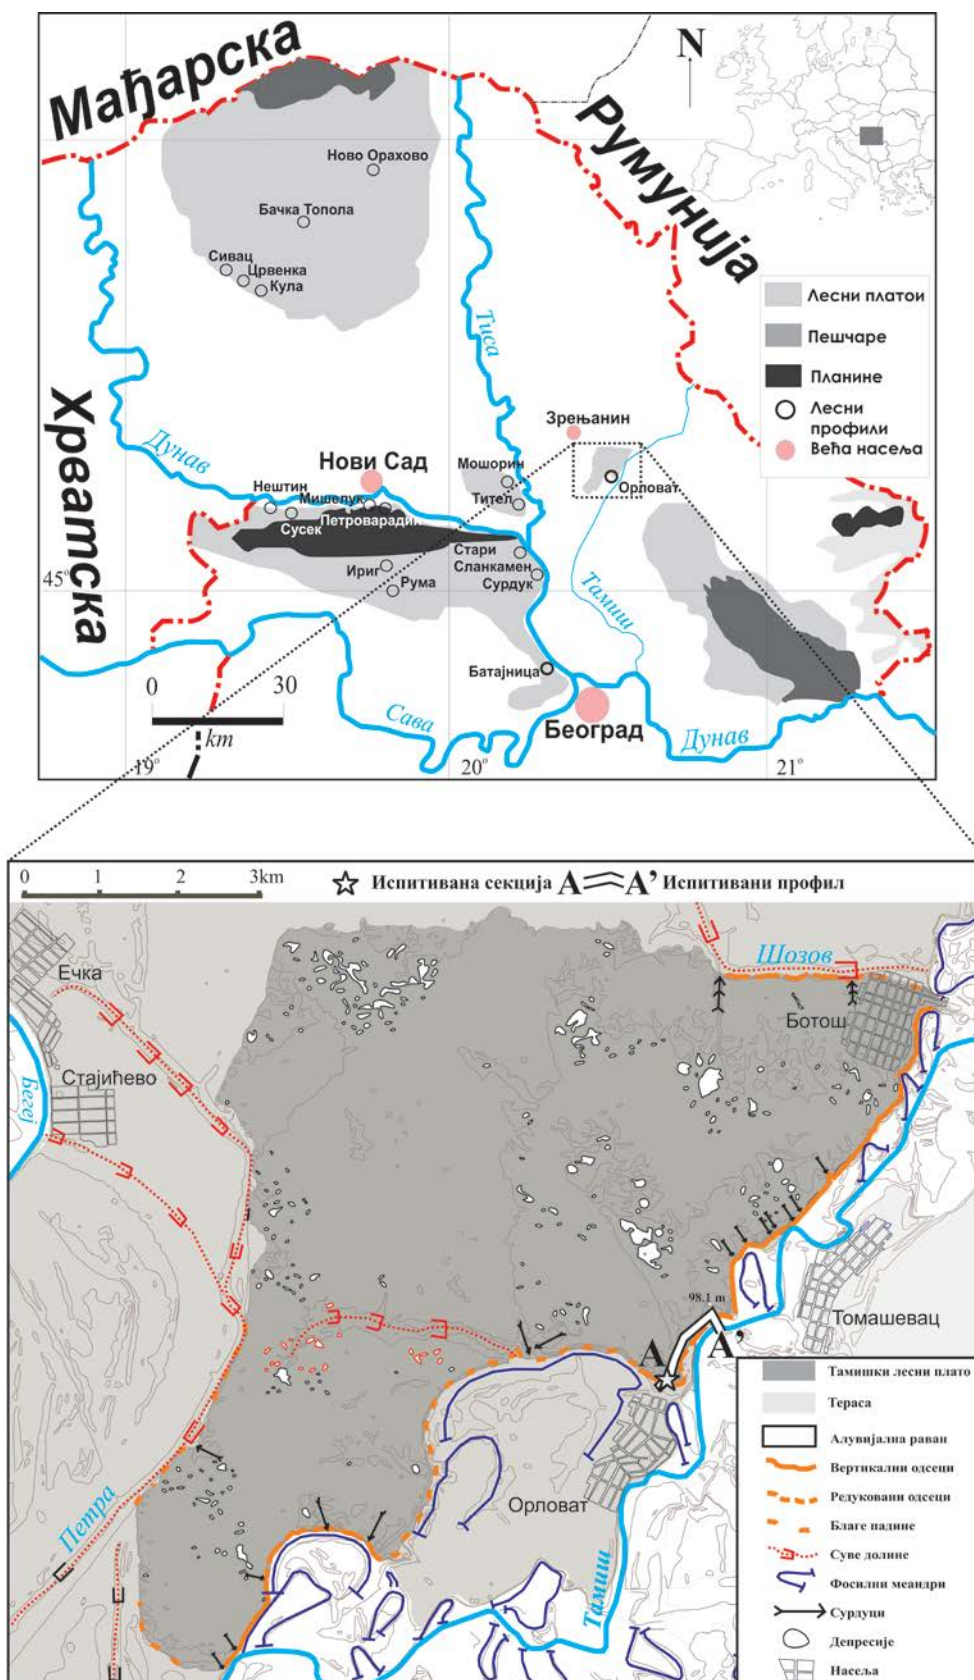 Мађарска
N
Румунија
Ново Орахово
Бачка Топола
Сивац
Црвенка
Кула
Тиса
Лесни платои
Пешчаре
Планине
Лесни
профили
Већа насеља
Хрватска
Дунав
Зрењанин
Нови Сад
Мошорин
Нештин
Мишелук
Тител
Орловат
Сусек
Петроварадин
Стари
Сланкамен
Ириг
Сурдук
45°
Рума
Тамиш
Батајница
0 30
km
Сава
Београд
Дунав
19° 20° 21°
0 1 2 3km
Испитивана секција A A’ Испитивани профил
Ечка
Шозов
Ботош
Стајићево
Бегеј
98.1 m
Томашевац
A A’
Тамишки лесни плато
Тераса
Алувијална раван
Вертикални одсеци
Редуковани одсеци
Благе падине
Суве долине
Фосилни меандри
Сурдуци
Депресије
Насеља
Орловат
Петра
Тамиш